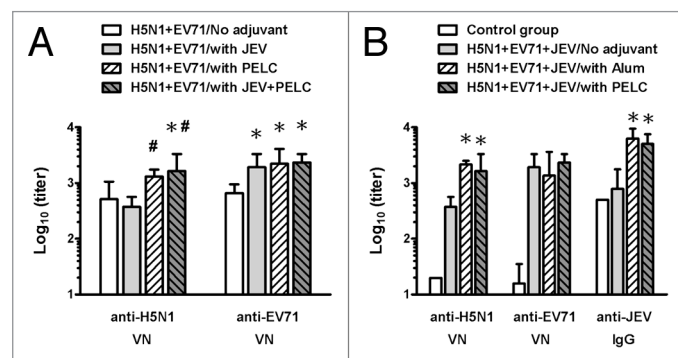 A
H5N1+EV71/No adjuvant
H5N1+EV71/with JEV
H5N1+EV71/with PELC
H5N1+EV71/with JEV+PELC
Log10 (titer)
4
3
2
1
#
* #
* * *
anti-H5N1 anti-EV71
VN VN
B
Control group
H5N1+EV71+JEV/No adjuvant
H5N1+EV71+JEV/with Alum
H5N1+EV71+JEV/with PELC
Log10 (titer)
4
3
2
1
* *
* *
anti-H5N1 anti-EV71 anti-JEV
VN VN IgG